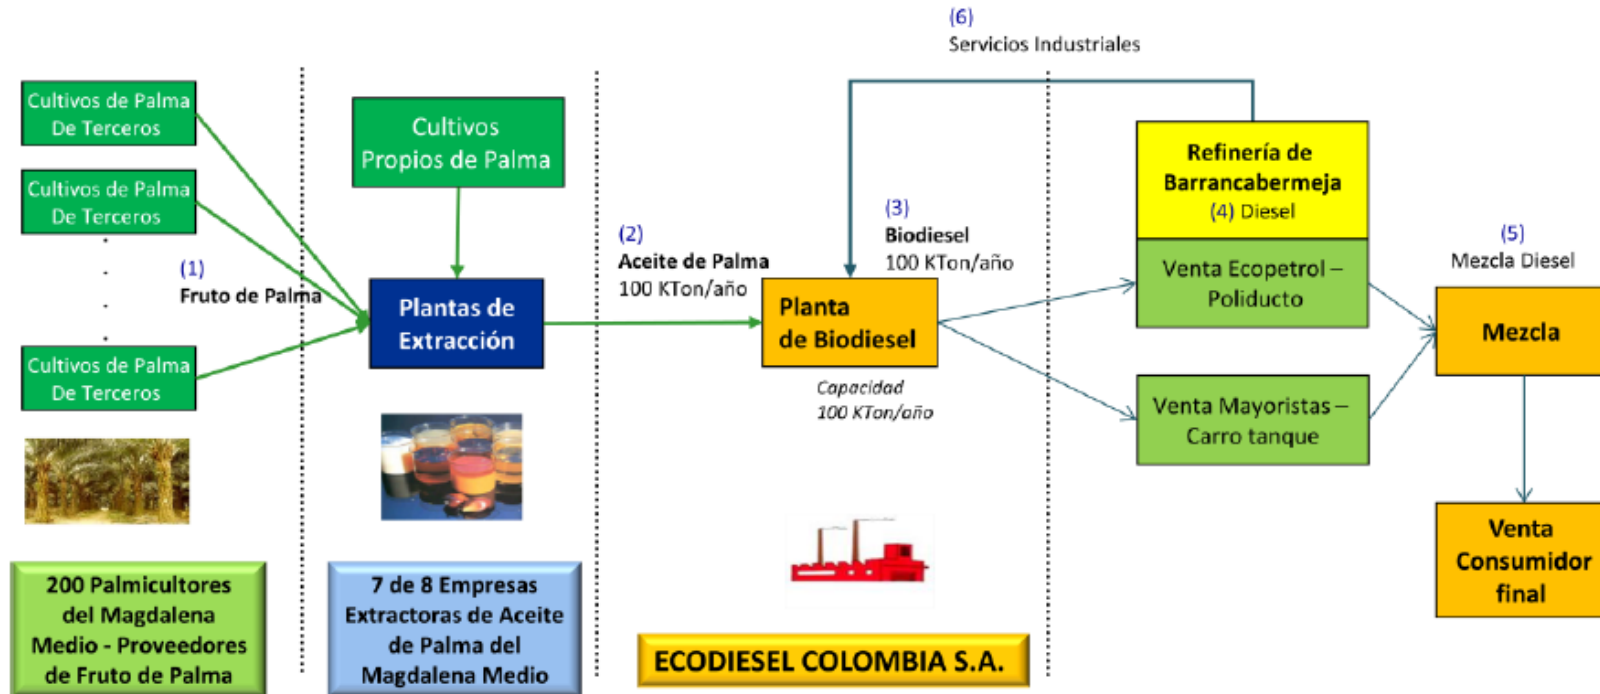 (6)
Servicios Industriales
Cultivos de Palma
De Terceros
Cultivos de Palma
De Terceros
(1)
Fruto de Palma
Cultivos de Palma
De Terceros
200 Palmicultores
del Magdalena
Medio - Proveedores
de Fruto de Palma
Cultivos
Propios de Palma
Plantas de
Extracción
7 de 8 Empresas
Extractoras de Aceite
de Palma del
Magdalena Medio
(2)
Aceite de Palma
100 KTon/año
(3)
Biodiesel
100 KTon/año
Planta
de Biodiesel
Capacidad
100 KTon/año
ECODIESEL COLOMBIA S.A.
Refinería de
Barrancabermeja
(4) Diesel
Venta Ecopetrol –
Poliducto
Venta Mayoristas –
Carro tanque
(5)
Mezcla Diesel
Mezcla
Venta
Consumidor
final